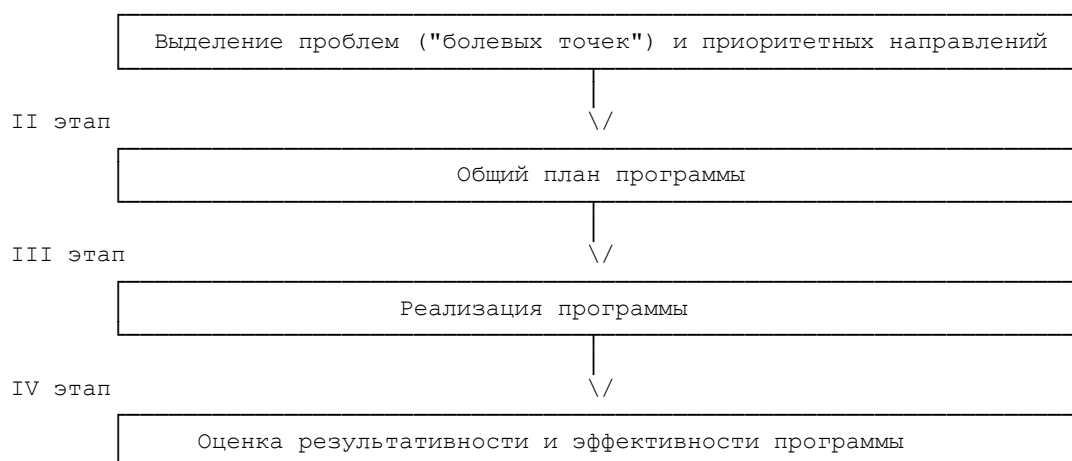 Выделение проблем ("болевых точек") и приоритетных направлений
II этап
Общий план программы
III этап
Реализация программы
IV этап
Оценка результативности и эффективности программы